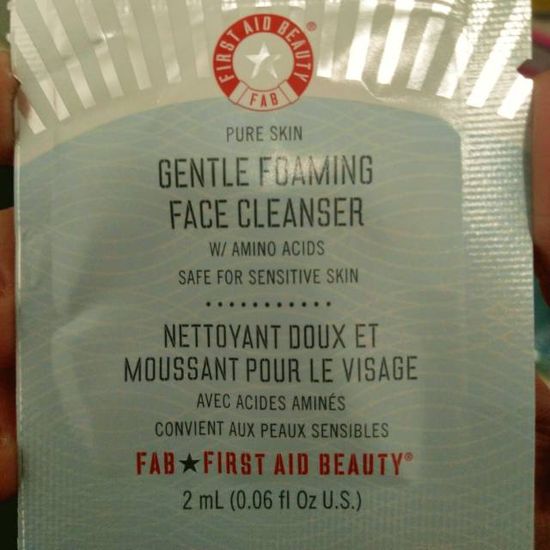 FIRST AID BEAUTY®
FAB
PURE SKIN
GENTLE FOAMING
FACE CLEANSER
W/ AMINO ACIDS
SAFE FOR SENSITIVE SKIN
NETTOYANT DOUX ET
MOUSSANT POUR LE VISAGE
AVEC ACIDES AMINÉS
CONVIENT AUX PEAUX SENSIBLES
FAB★FIRST AID BEAUTY®
2 mL (0.06 fl Oz U.S.)